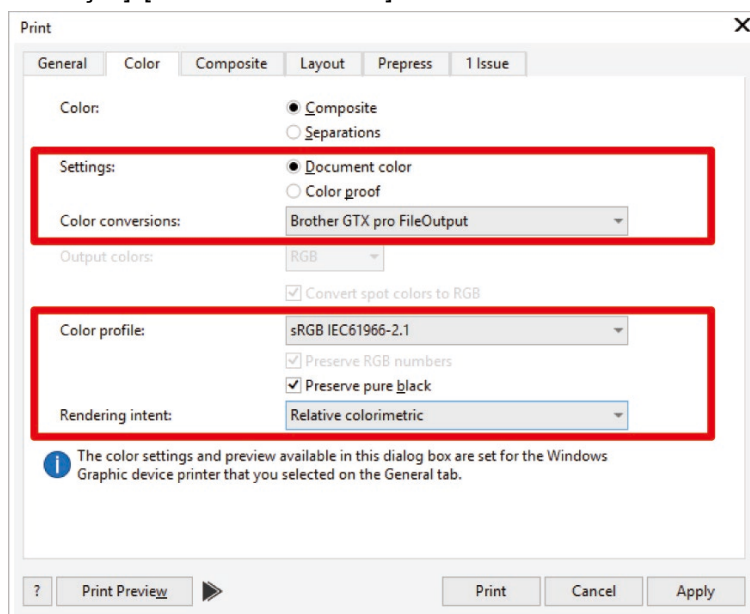 Print
General Color Composite Layout Prepress 1 Issue
Color: Composite
Separations
Settings: Document color
Color proof
Color conversions: Brother GTX pro FileOutput
Output colors: RGB
Convert spot colors to RGB
Color profile: sRGB IEC61966-2.1
Preserve RGB numbers
Preserve pure black
Rendering intent: Relative colorimetric
The color settings and preview available in this dialog box are set for the Windows
Graphic device printer that you selected on the General tab.
? Print Preview Print Cancel Apply